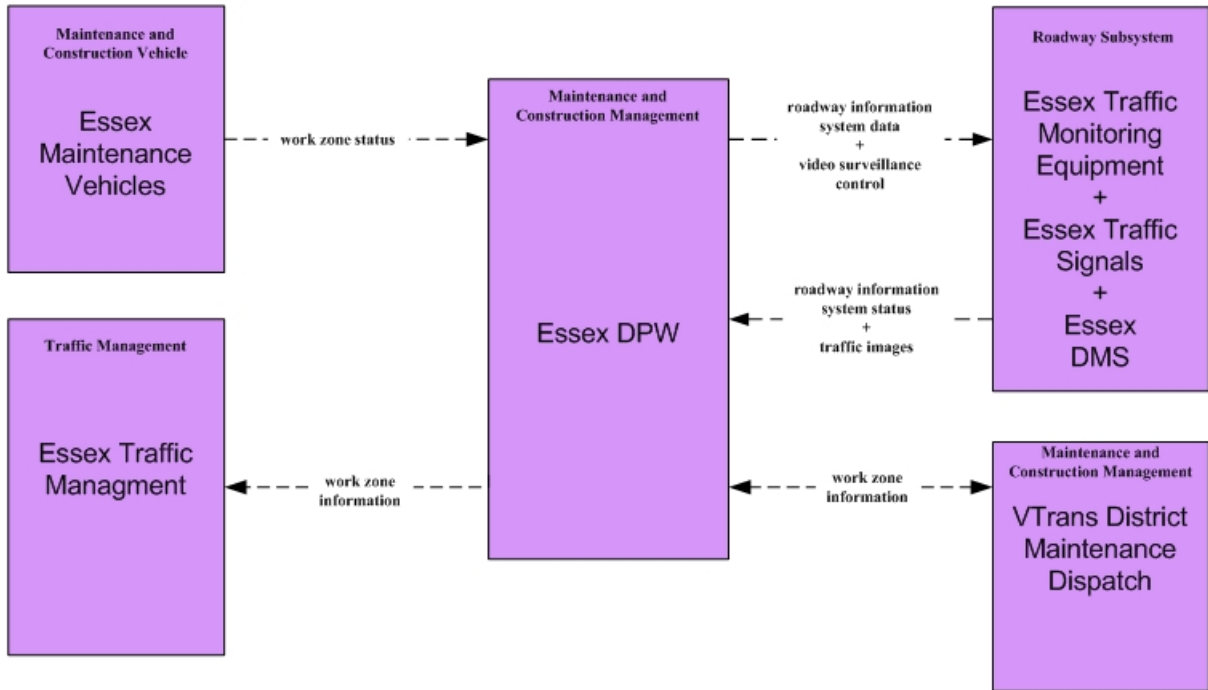 Maintenance and
Construction Vehicle
Essex
Maintenance
Vehicles
work zone status
Traffic Management
Essex Traffic
Managment
work zone
information
Maintenance and
Construction Management
Essex DPW
roadway information
system data
+
video surveillance
control
roadway information
system status
+
traffic images
work zone
information
Roadway Subsystem
Essex Traffic
Monitoring
Equipment
+
Essex Traffic
Signals
+
Essex
DMS
Maintenance and
Construction Management
VTrans District
Maintenance
Dispatch